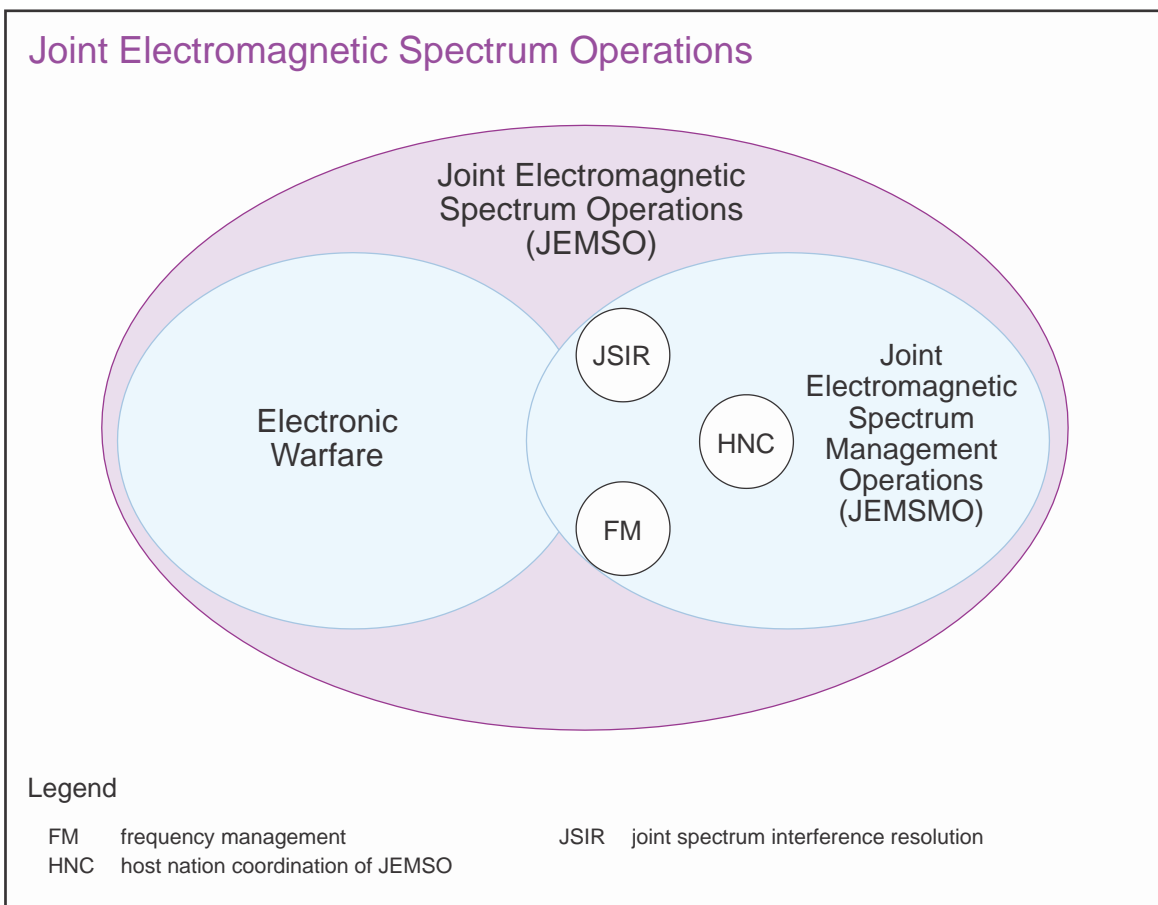 Joint Electromagnetic Spectrum Operations
Joint Electromagnetic
Spectrum Operations
(JEMSO)
Electronic
Warfare
JSIR
HNC
FM
Joint
Electromagnetic
Spectrum
Management
Operations
(JEMSMO)
Legend
FM frequency management
HNC host nation coordination of JEMSO
JSIR joint spectrum interference resolution